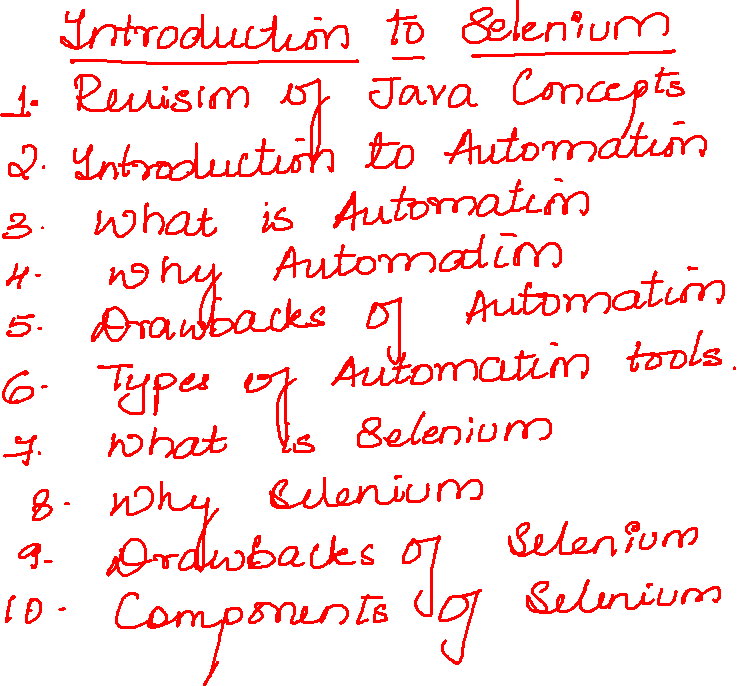 Introduction to Selenium
1. Revision of Java Concepts
2. Introduction to Automation
3. What is Automation
4. Why Automation
5. Drawbacks of Automation
6. Types of Automation tools.
7. What is Selenium
8. Why Selenium
9. Drawbacks of Selenium
10. Components of Selenium